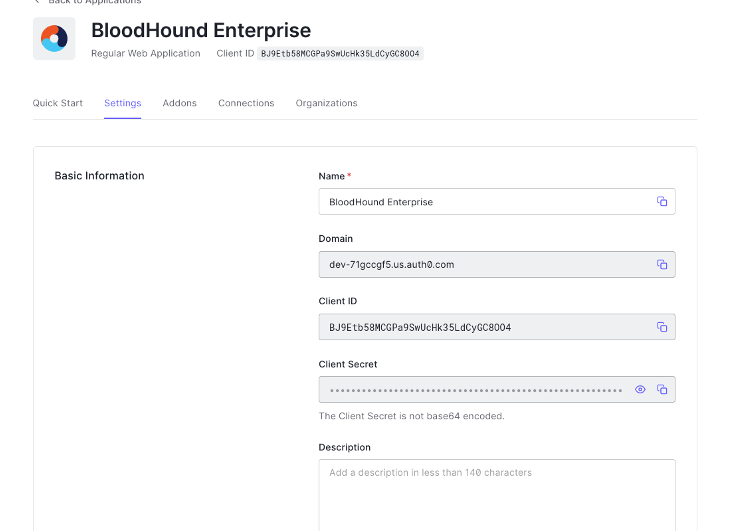 Back to Applications
BloodHound Enterprise
Regular Web Application Client ID BJ9Etb58MCGPa9SwUcHk35LdCyGC8OO4
Quick Start Settings Addons Connections Organizations
Basic Information
Name *
BloodHound Enterprise
Domain
dev-71gccgf5.us.auth0.com
Client ID
BJ9Etb58MCGPa9SwUcHk35LdCyGC8OO4
Client Secret
The Client Secret is not base64 encoded.
Description
Add a description in less than 140 characters